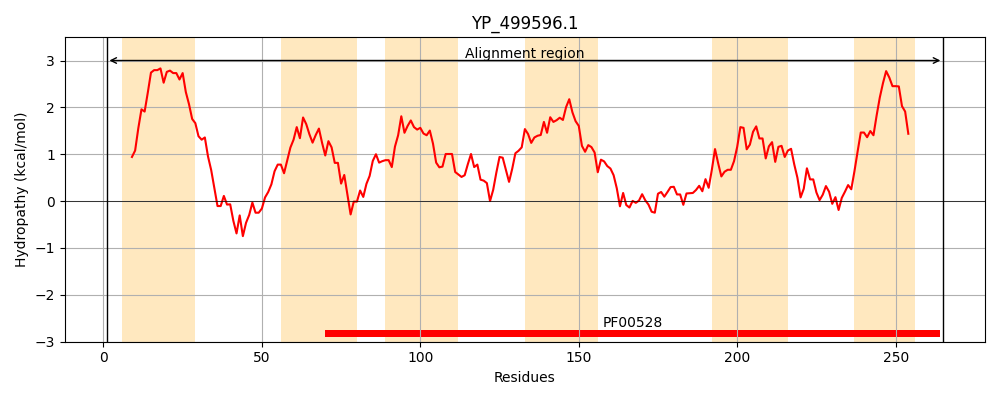 YP_499596.1
Alignment region
3
2
1
0
−1
−2
−3
Hydropathy (kcal/mol)
PF00528
0 50 100 150 200 250
Residues